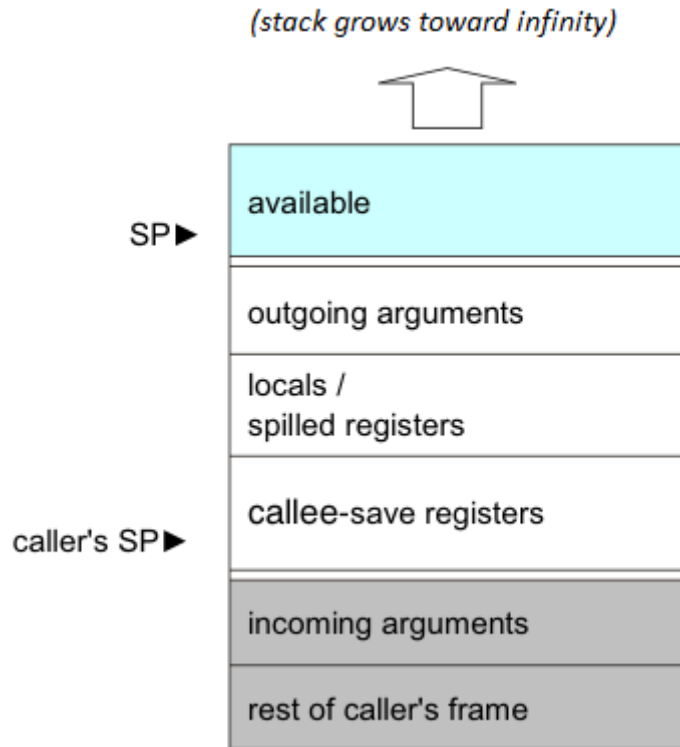 (stack grows toward infinity)
available
SP►
outgoing arguments
locals /
spilled registers
callee-save registers
caller's SP►
incoming arguments
rest of caller's frame